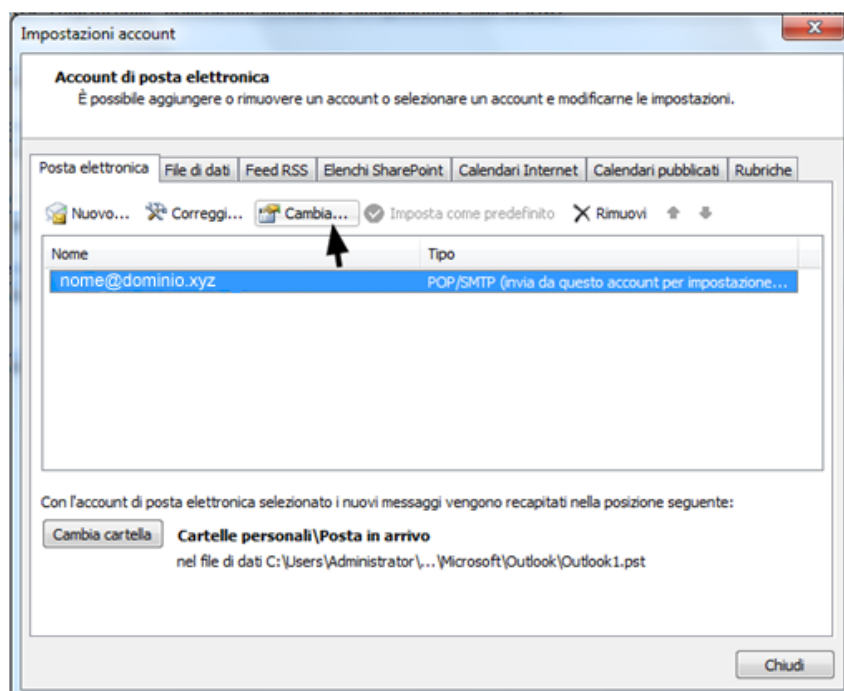 Impostazioni account
Account di posta elettronica
È possibile aggiungere o rimuovere un account o selezionare un account e modificarne le impostazioni.
Posta elettronica File di dati Feed RSS Elenchi SharePoint Calendari Internet Calendari pubblicati Rubriche
Nuovo... Correggi... Cambia... Imposta come predefinito Rimuovi
Nome Tipo
nome@dominio.xyz POP/SMTP (invia da questo account per impostazione...
Con l'account di posta elettronica selezionato i nuovi messaggi vengono recapitati nella posizione seguente:
Cambia cartella Cartelle personali\Posta in arrivo
nel file di dati C:\Users\Administrator\...\Microsoft\Outlook\Outlook1.pst
Chiudi